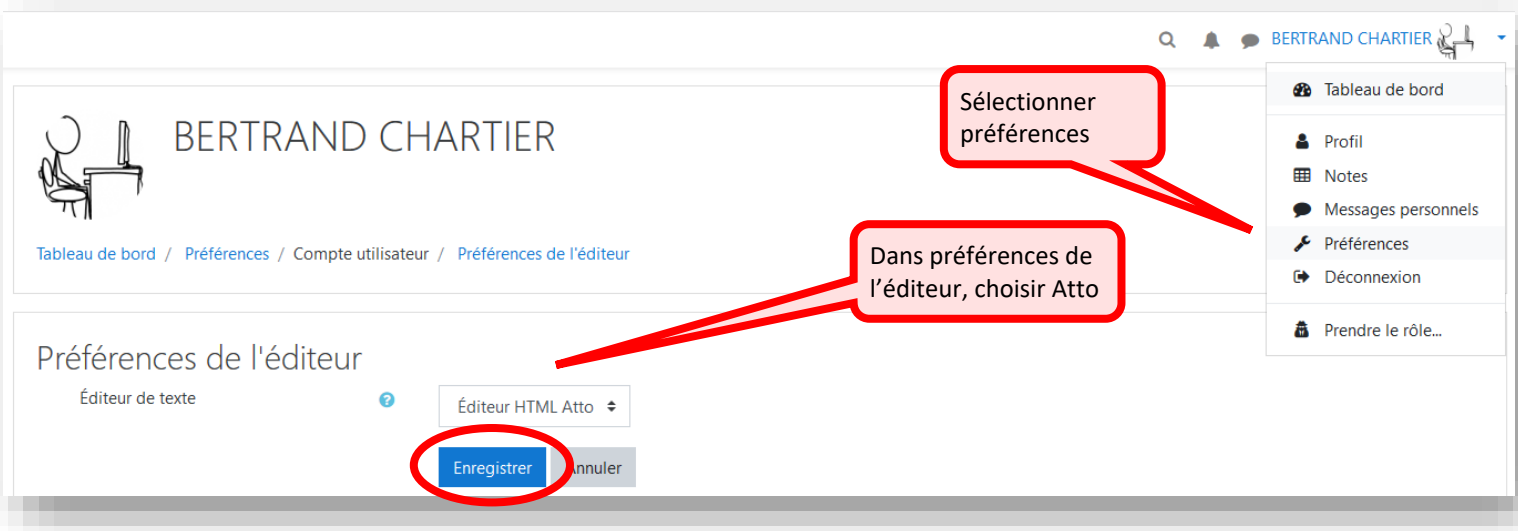 BERTRAND CHARTIER
Tableau de bord
Profil
Notes
Messages personnels
Préférences
Déconnexion
Prendre le rôle...
Sélectionner
préférences
BERTRAND CHARTIER
Tableau de bord / Préférences / Compte utilisateur / Préférences de l'éditeur
Dans préférences de
l’éditeur, choisir Atto
Préférences de l'éditeur
Éditeur de texte
Éditeur HTML Atto
Enregistrer
Annuler